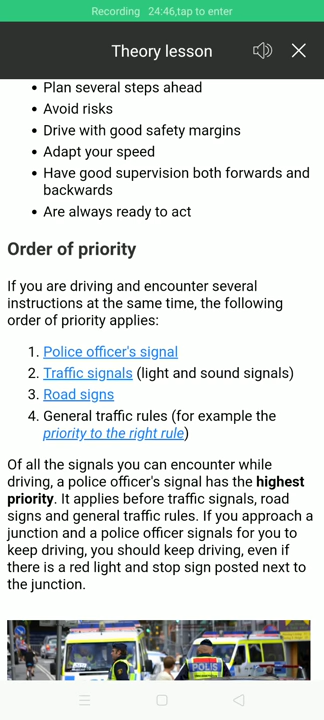 Recording 24:46,tap to enter
Theory lesson
• Plan several steps ahead
• Avoid risks
• Drive with good safety margins
• Adapt your speed
• Have good supervision both forwards and
backwards
• Are always ready to act
Order of priority
If you are driving and encounter several
instructions at the same time, the following
order of priority applies:
1. Police officer's signal
2. Traffic signals (light and sound signals)
3. Road signs
4. General traffic rules (for example the
priority to the right rule)
Of all the signals you can encounter while
driving, a police officer's signal has the highest
priority. It applies before traffic signals, road
signs and general traffic rules. If you approach a
junction and a police officer signals for you to
keep driving, you should keep driving, even if
there is a red light and stop sign posted next to
the junction.
POLIS